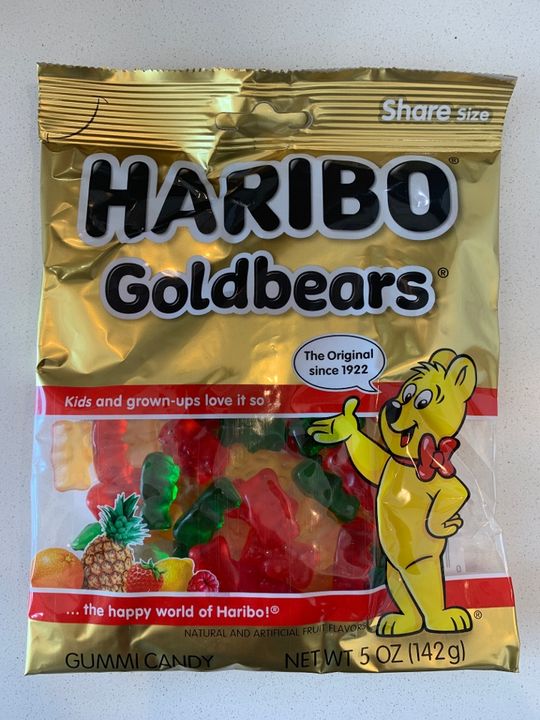 Share Size
HARIBO®
Goldbears®
The Original
since 1922
Kids and grown-ups love it so
... the happy world of Haribo!®
®
NATURAL AND ARTIFICIAL FRUIT FLAVORS
GUMMI CANDY
NET WT 5 OZ (142g)